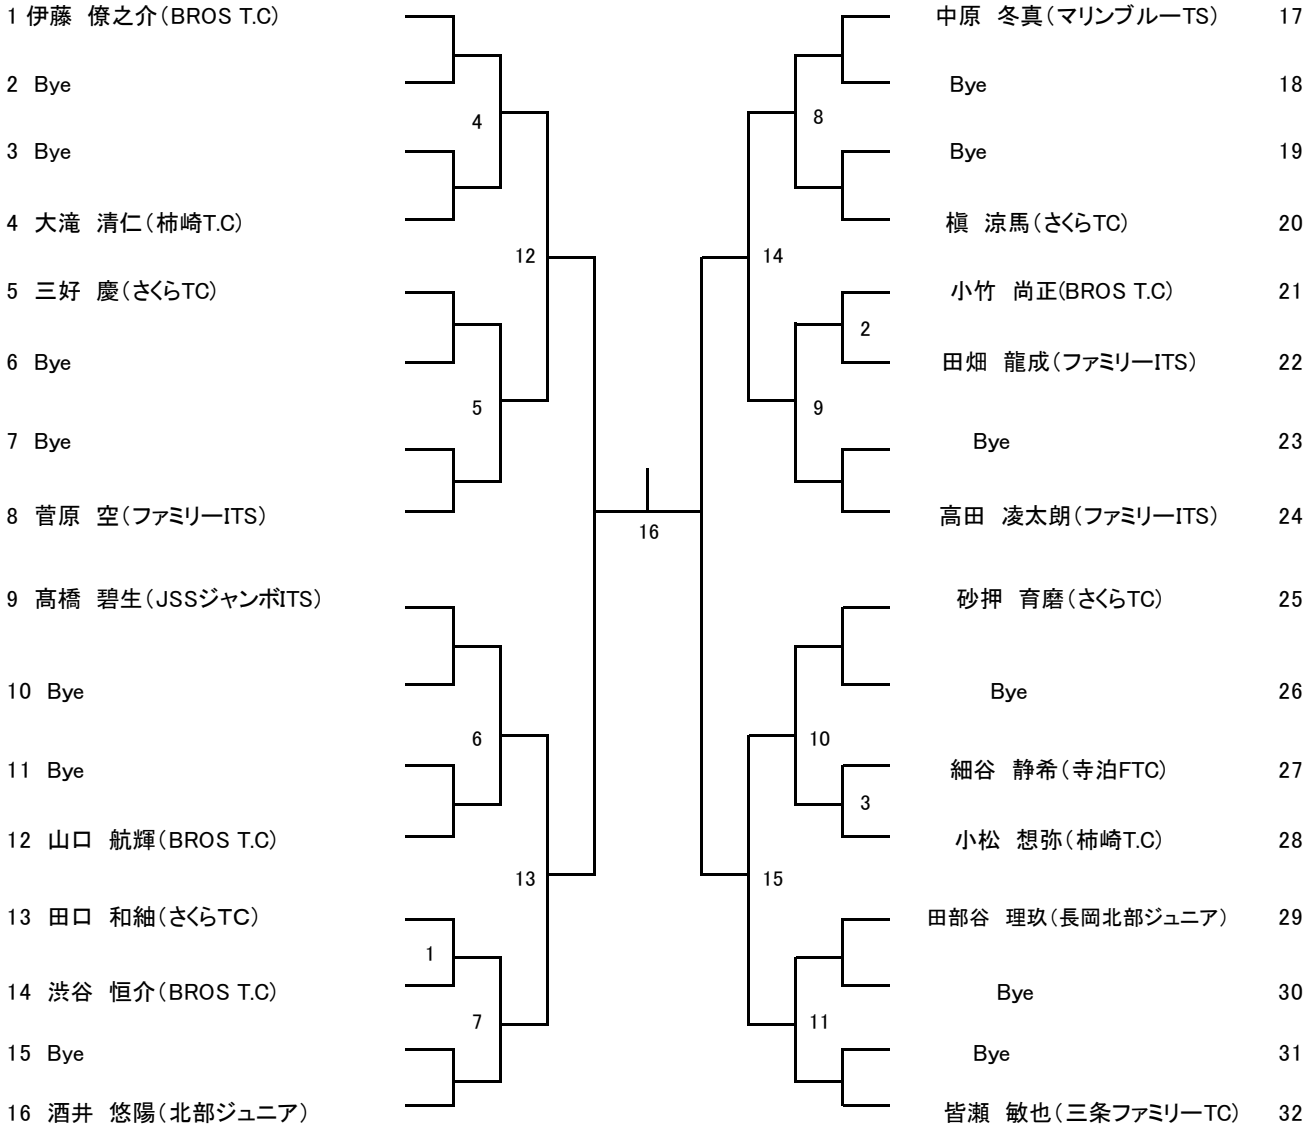 1 伊藤　僚之介（BROS T.C）
2 Bye
3 Bye
4 大滝　清仁（柿崎T.C）
5 三好　慶（さくらTC）
6 Bye
7 Bye
8 菅原　空（ファミリーITS）
9 髙橋　碧生（JSSジャンボITS）
10 Bye
11 Bye
12 山口　航輝（BROS T.C）
13 田口　和紬（さくらTC）
14 渋谷　恒介（BROS T.C）
15 Bye
16 酒井　悠陽（北部ジュニア）
4
5
6
1
7
12
13
16
14
15
8
2
9
10
3
11
中原　冬真（マリンブルーTS） 17
Bye 18
Bye 19
槇　涼馬（さくらTC） 20
小竹　尚正(BROS T.C） 21
田畑　龍成（ファミリーITS） 22
Bye 23
高田　凌太朗（ファミリーITS） 24
砂押　育磨（さくらTC） 25
Bye 26
細谷　静希（寺泊FTC） 27
小松　想弥（柿崎T.C） 28
田部谷　理玖（長岡北部ジュニア） 29
Bye 30
Bye 31
皆瀬　敏也（三条ファミリーTC） 32